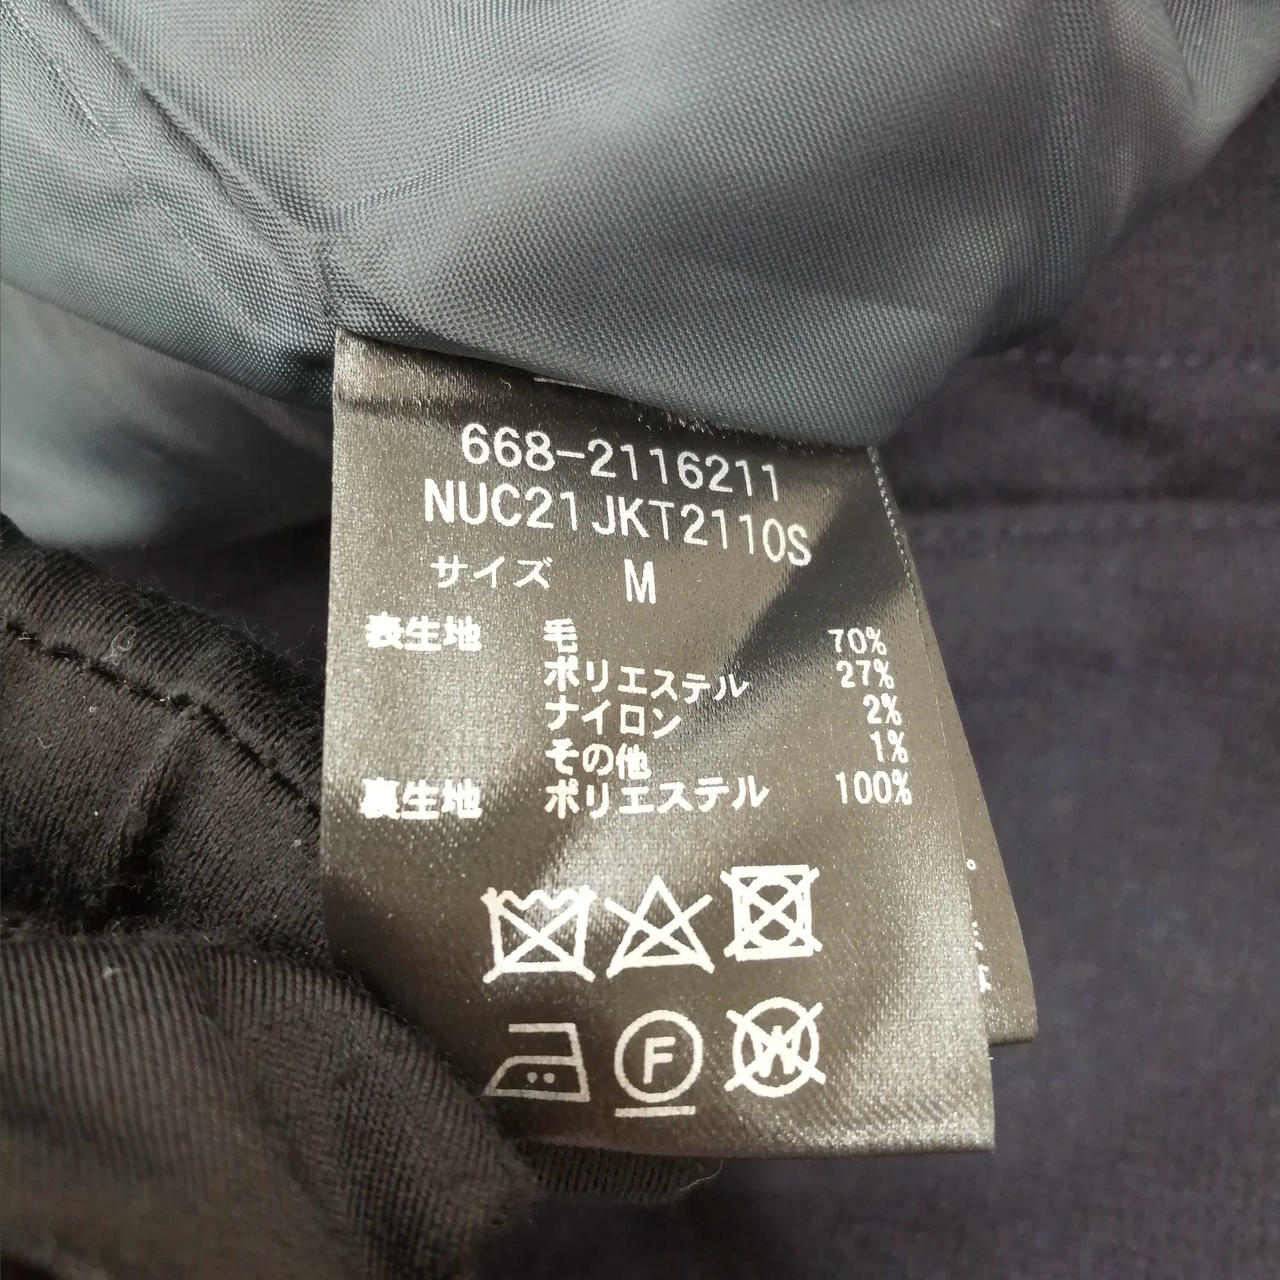 668-2116211
NUC21JKT2110S
サイズ M
表生地 毛 70%
ポリエステル 27%
ナイロン 2%
その他 1%
裏生地 ポリエステル 100%
F W